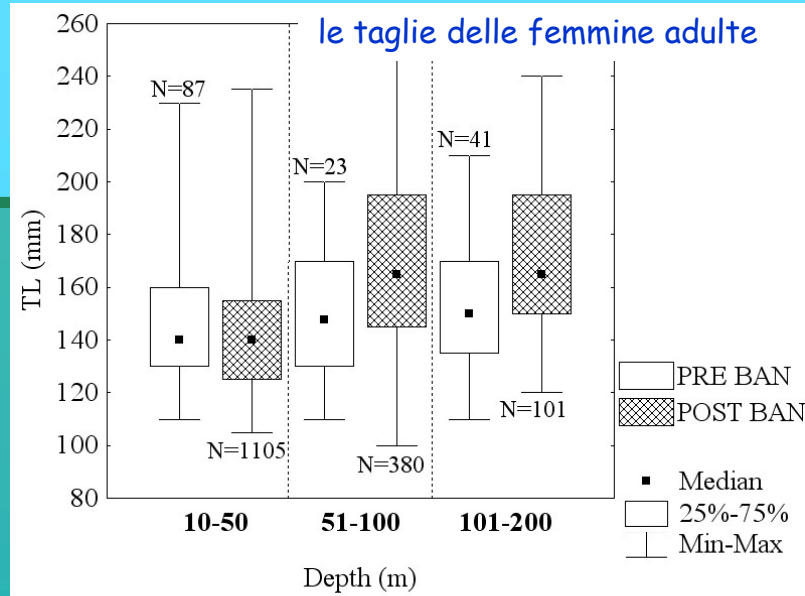 le taglie delle femmine adulte
260
240
220
200
180
160
140
120
100
80
TL (mm)
N=87
N=1105
N=23
N=380
N=41
N=101
10-50 51-100 101-200
Depth (m)
PRE BAN
POST BAN
Median
25%-75%
Min-Max